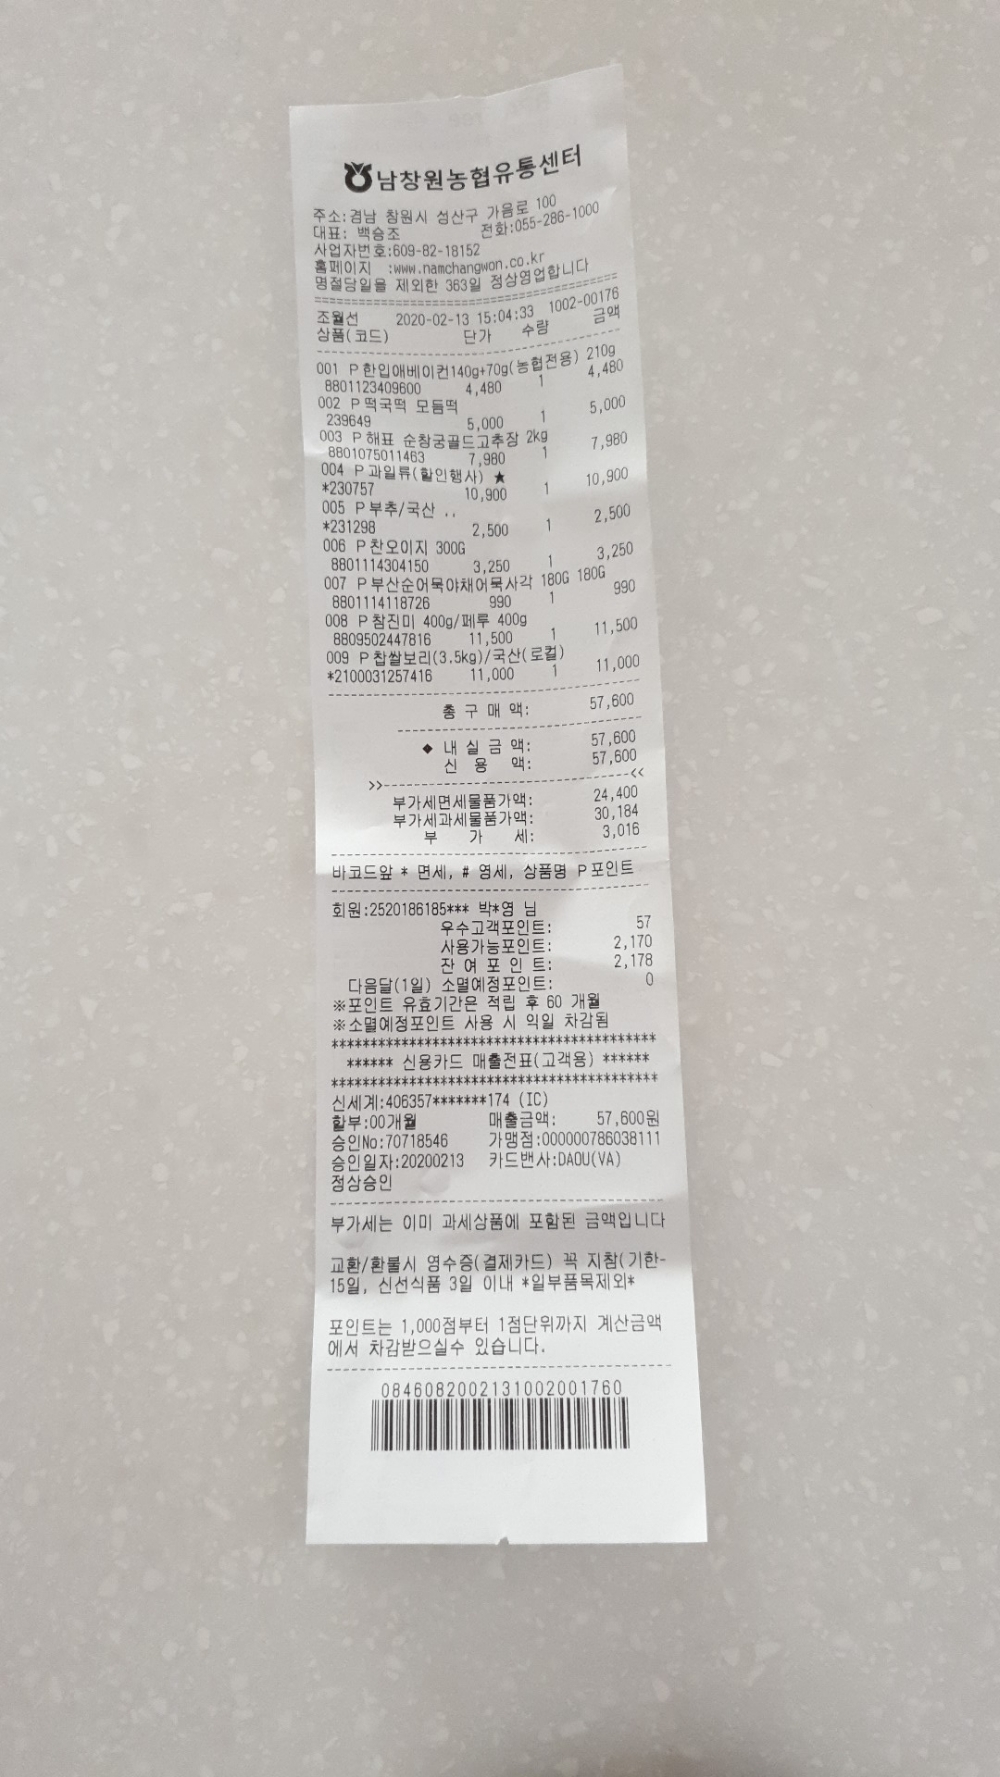 남창원농협유통센터
주소:경남 창원시 성산구 가음로 100
대표: 백승조 전화:055-286-1000
사업자번호:609-82-18152
홈페이지 :www.namchangwon.co.kr
명절당일을 제외한 363일 정상영업합니다
조월선 2020-02-13 15:04:33 1002-00176
상품(코드) 단가 수량 금액
001 P한입애베이컨140g+70g(농협전용) 210g
8801123409600 4,480 1 4,480
002 P떡국떡 모듬떡
239649 5,000 1 5,000
003 P해표 순창궁골드고추장 2kg
8801075011463 7,980 1 7,980
004 P과일류(할인행사) ★
*230757 10,900 1 10,900
005 P부추/국산 ..
*231298 2,500 1 2,500
006 P찬오이지 300G
8801114304150 3,250 1 3,250
007 P부산순어묵야채어묵사각 180G 180G
8801114118726 990 1 990
008 P참진미 400g/페루 400g
8809502447816 11,500 1 11,500
009 P찹쌀보리(3.5kg)/국산(로컬)
*2100031257416 11,000 1 11,000
총 구 매 액: 57,600
◆ 내 실 금 액: 57,600
신 용 액: 57,600
>>--------------------<<
부가세면세물품가액: 24,400
부가세과세물품가액: 30,184
부 가 세: 3,016
바코드앞 * 면세, # 영세, 상품명 P포인트
회원:2520186185*** 박*영 님
우수고객포인트: 57
사용가능포인트: 2,170
잔 여 포 인 트: 2,178
다음달(1일) 소멸예정포인트: 0
※포인트 유효기간은 적립 후 60 개월
※소멸예정포인트 사용 시 익일 차감됨
******************************************
****** 신용카드 매출전표(고객용) ******
******************************************
신세계:406357*******174 (IC)
할부:00개월 매출금액: 57,600원
승인No:70718546 가맹점:000000786038111
승인일자:20200213 카드밴사:DAOU(VA)
정상승인
부가세는 이미 과세상품에 포함된 금액입니다
교환/환불시 영수증(결제카드) 꼭 지참(기한-
15일, 신선식품 3일 이내 *일부품목제외*
포인트는 1,000점부터 1점단위까지 계산금액
에서 차감받으실수 있습니다.
0846082002131002001760